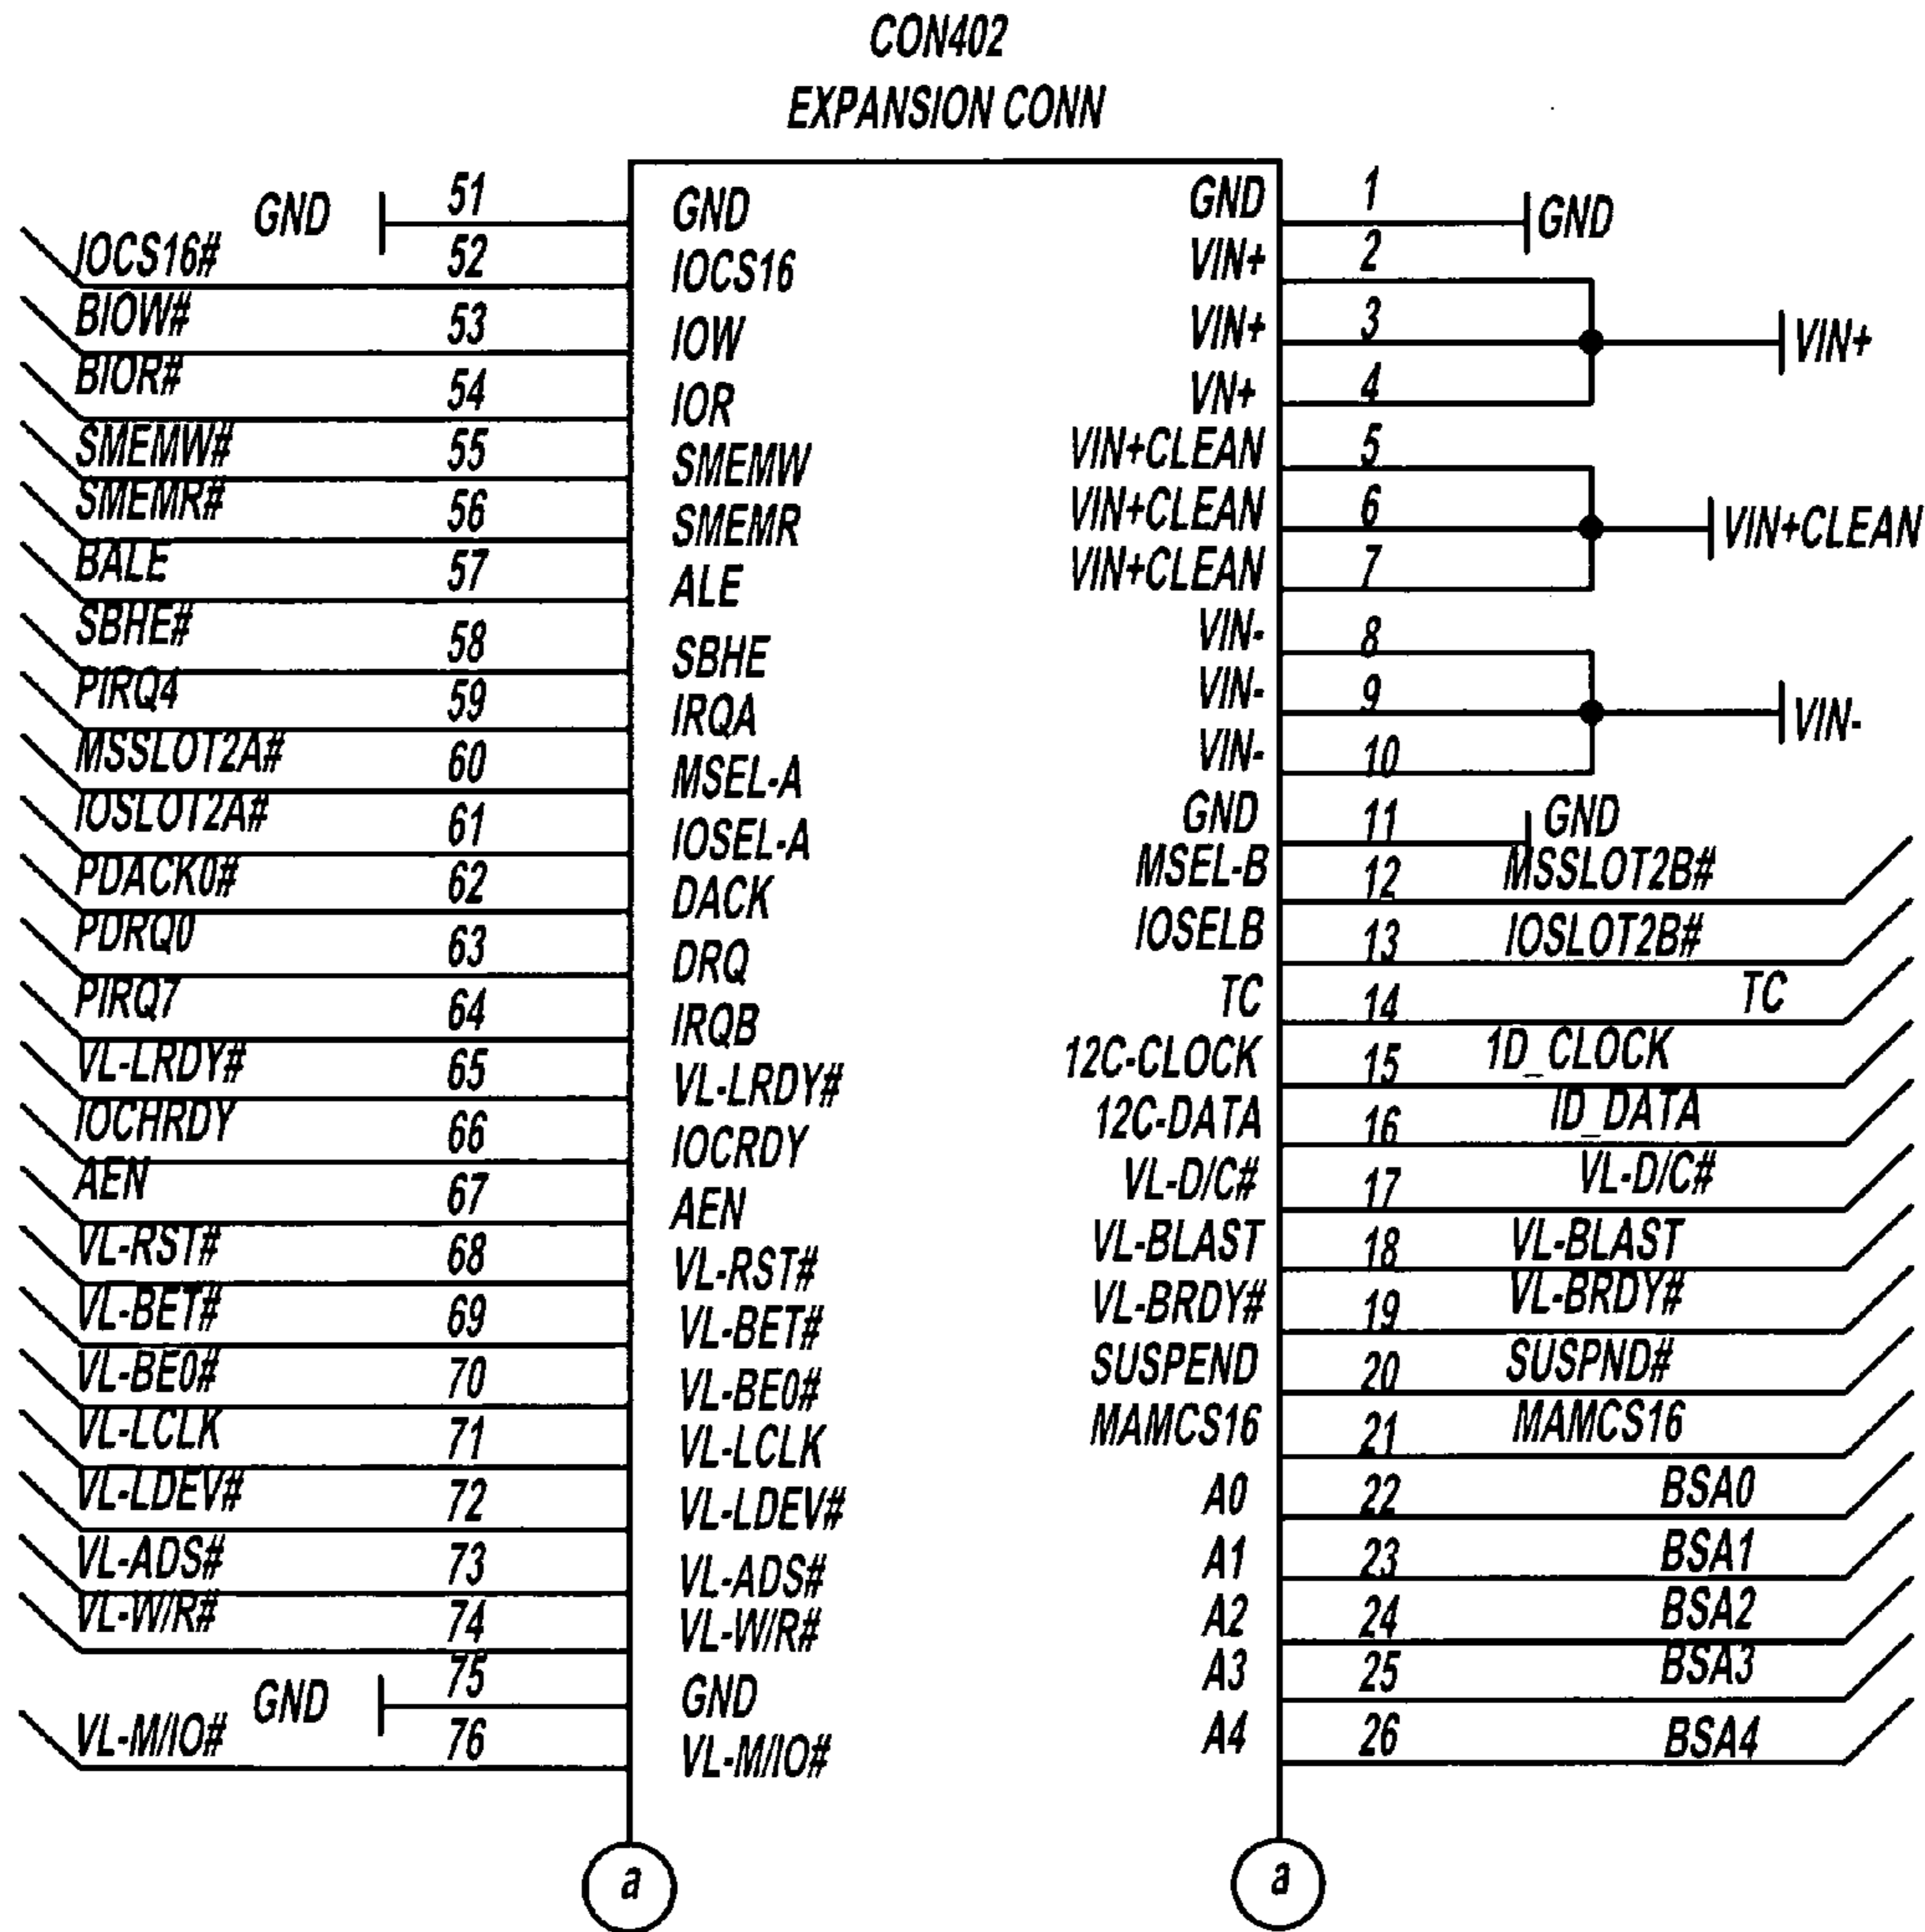 CON402
EXPANSION CONN
GND 51 GND GND 1 GND
IOCS16# 52 IOCS16 VIN+ 2
BIOW# 53 IOW VIN+ 3 VIN+
BIOR# 54 IOR VN+ 4
SMEMW# 55 SMEMW VIN+CLEAN 5
SMEMR# 56 SMEMR VIN+CLEAN 6 VIN+CLEAN
BALE 57 ALE VIN+CLEAN 7
SBHE# 58 SBHE VIN- 8
PIRQ4 59 IRQA VIN- 9 VIN-
MSSLOT2A# 60 MSEL-A VIN- 10
IOSLOT2A# 61 IOSEL-A GND 11 GND
PDACK0# 62 DACK MSEL-B 12 MSSLOT2B#
PDRQ0 63 DRQ IOSELB 13 IOSLOT2B#
PIRQ7 64 IRQB TC 14 TC
VL-LRDY# 65 VL-LRDY# 12C-CLOCK 15 1D_CLOCK
IOCHRDY 66 IOCRDY 12C-DATA 16 ID_DATA
AEN 67 AEN VL-D/C# 17 VL-D/C#
VL-RST# 68 VL-RST# VL-BLAST 18 VL-BLAST
VL-BET# 69 VL-BET# VL-BRDY# 19 VL-BRDY#
VL-BE0# 70 VL-BE0# SUSPEND 20 SUSPND#
VL-LCLK 71 VL-LCLK MAMCS16 21 MAMCS16
VL-LDEV# 72 VL-LDEV# A0 22 BSA0
VL-ADS# 73 VL-ADS# A1 23 BSA1
VL-W/R# 74 VL-W/R# A2 24 BSA2
GND 75 GND A3 25 BSA3
VL-M/IO# 76 VL-M/IO# A4 26 BSA4
a a